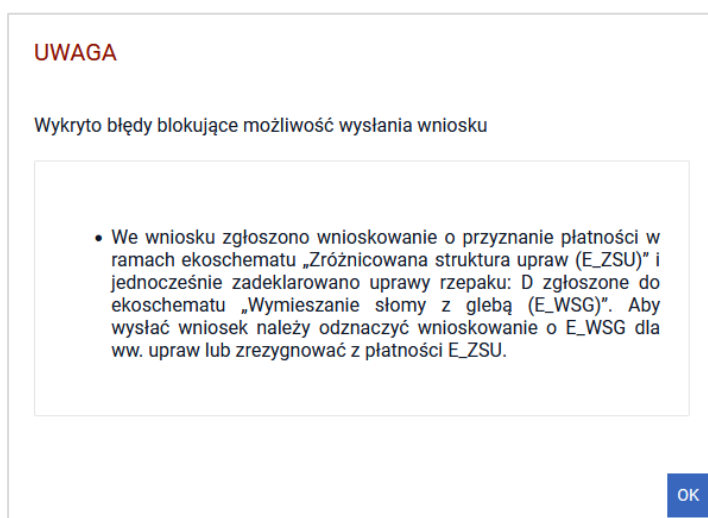 UWAGA
Wykryto błędy blokujące możliwość wysłania wniosku
• We wniosku zgłoszono wnioskowanie o przyznanie płatności w
ramach ekoschematu „Zróżnicowana struktura upraw (E_ZSU)” i
jednocześnie zadeklarowano uprawy rzepaku: D zgłoszone do
ekoschematu „Wymieszanie słomy z glebą (E_WSG)”. Aby
wysłać wniosek należy odznaczyć wnioskowanie o E_WSG dla
ww. upraw lub zrezygnować z płatności E_ZSU.
OK